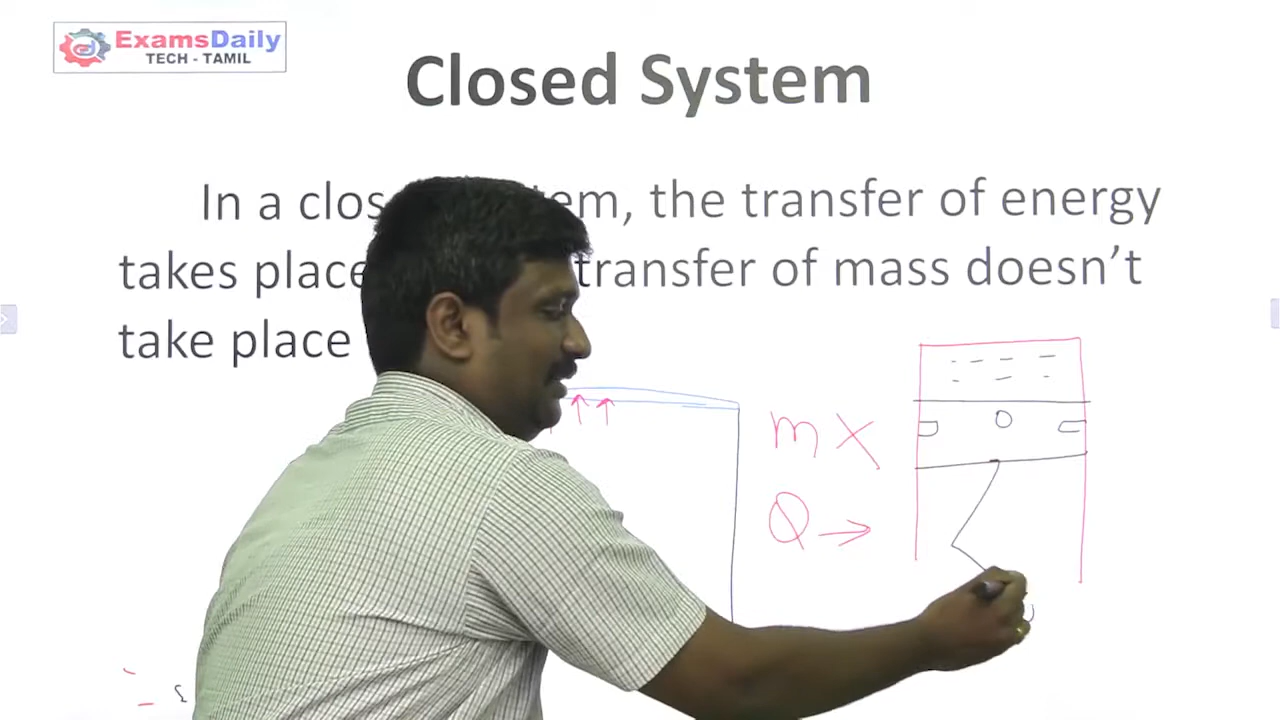 ExamsDaily
TECH - TAMIL
Closed System
In a clos tem, the transfer of energy
takes place transfer of mass doesn't
take place
m X
Q →